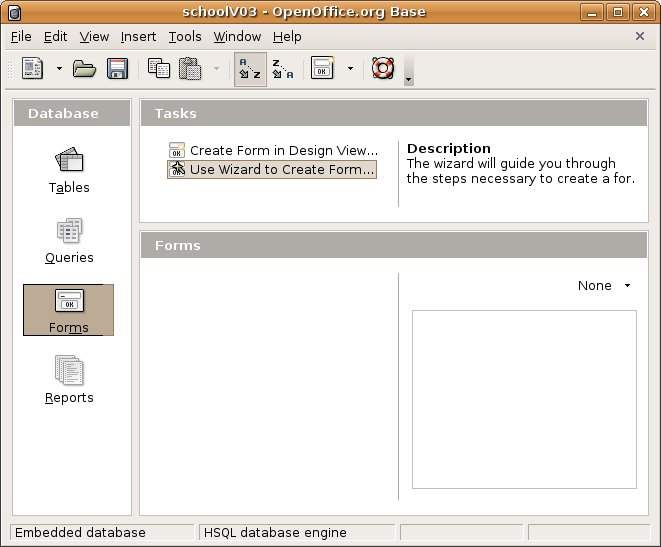 schoolV03 - OpenOffice.org Base
File Edit View Insert Tools Window Help
Database
Tables
Queries
Forms
Reports
Tasks
Create Form in Design View...
Use Wizard to Create Form...
Description
The wizard will guide you through
the steps necessary to create a for.
Forms
None
Embedded database
HSQL database engine